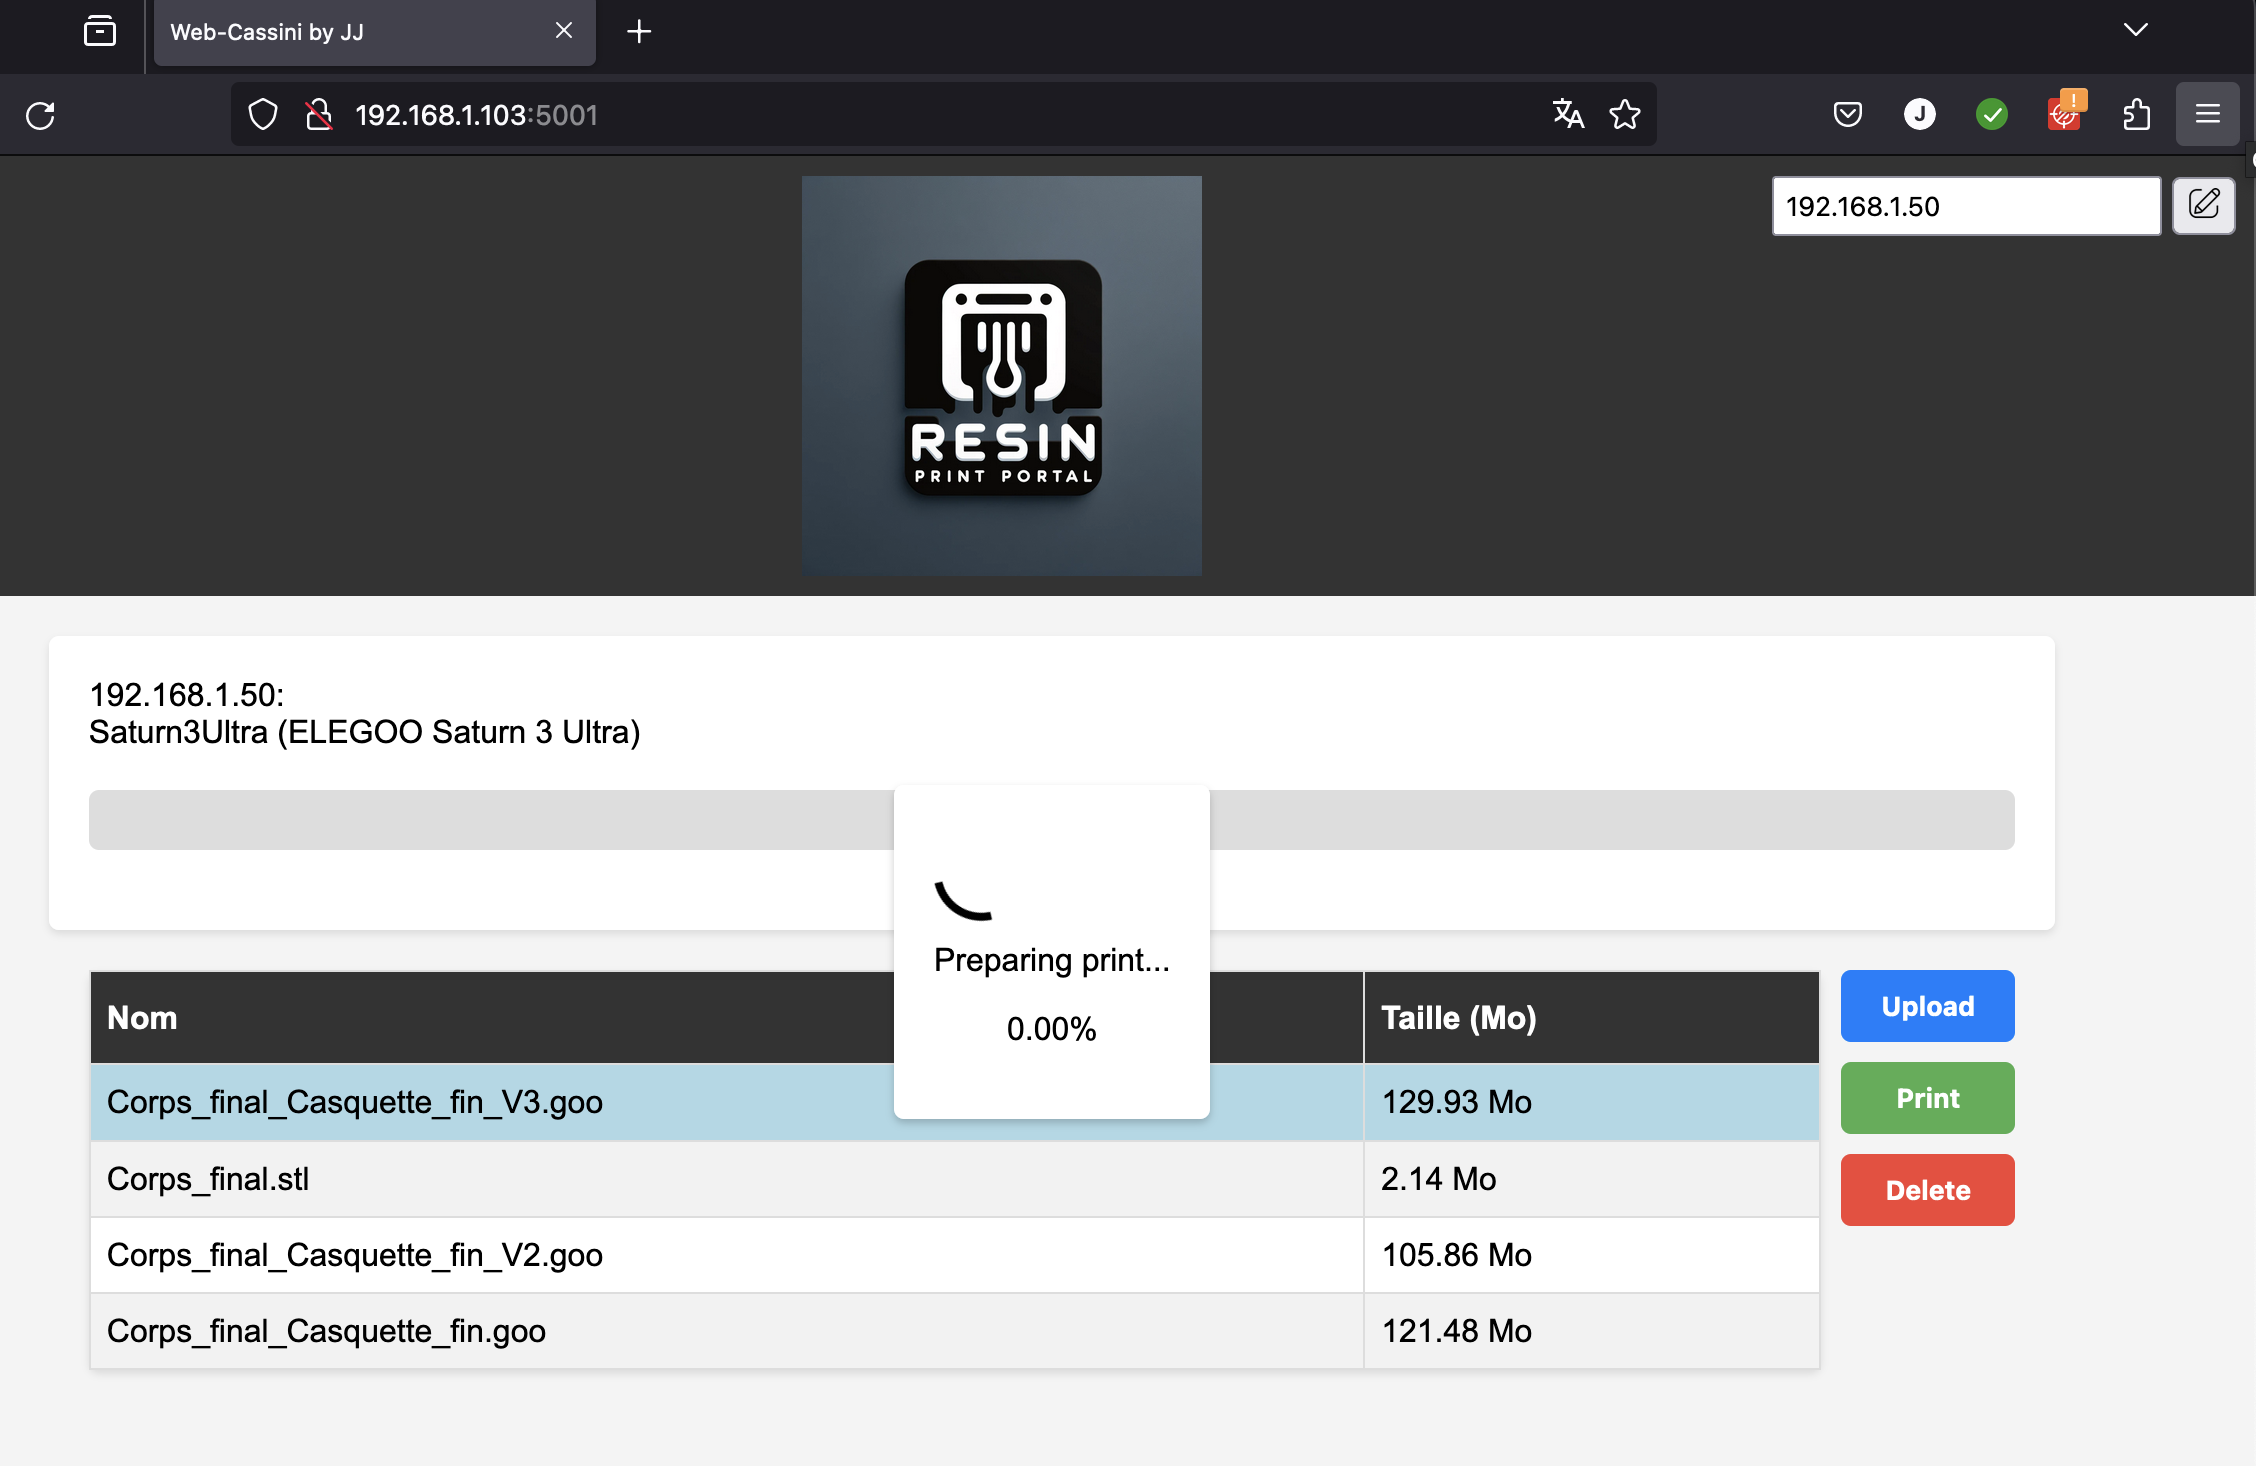 Web-Cassini by JJ
192.168.1.103:5001
J
!
192.168.1.50
RESIN
PRINT PORTAL
192.168.1.50:
Saturn3Ultra (ELEGOO Saturn 3 Ultra)
Preparing print...
0.00%
Nom Taille (Mo)
Corps_final_Casquette_fin_V3.goo 129.93 Mo
Corps_final.stl 2.14 Mo
Corps_final_Casquette_fin_V2.goo 105.86 Mo
Corps_final_Casquette_fin.goo 121.48 Mo
Upload
Print
Delete